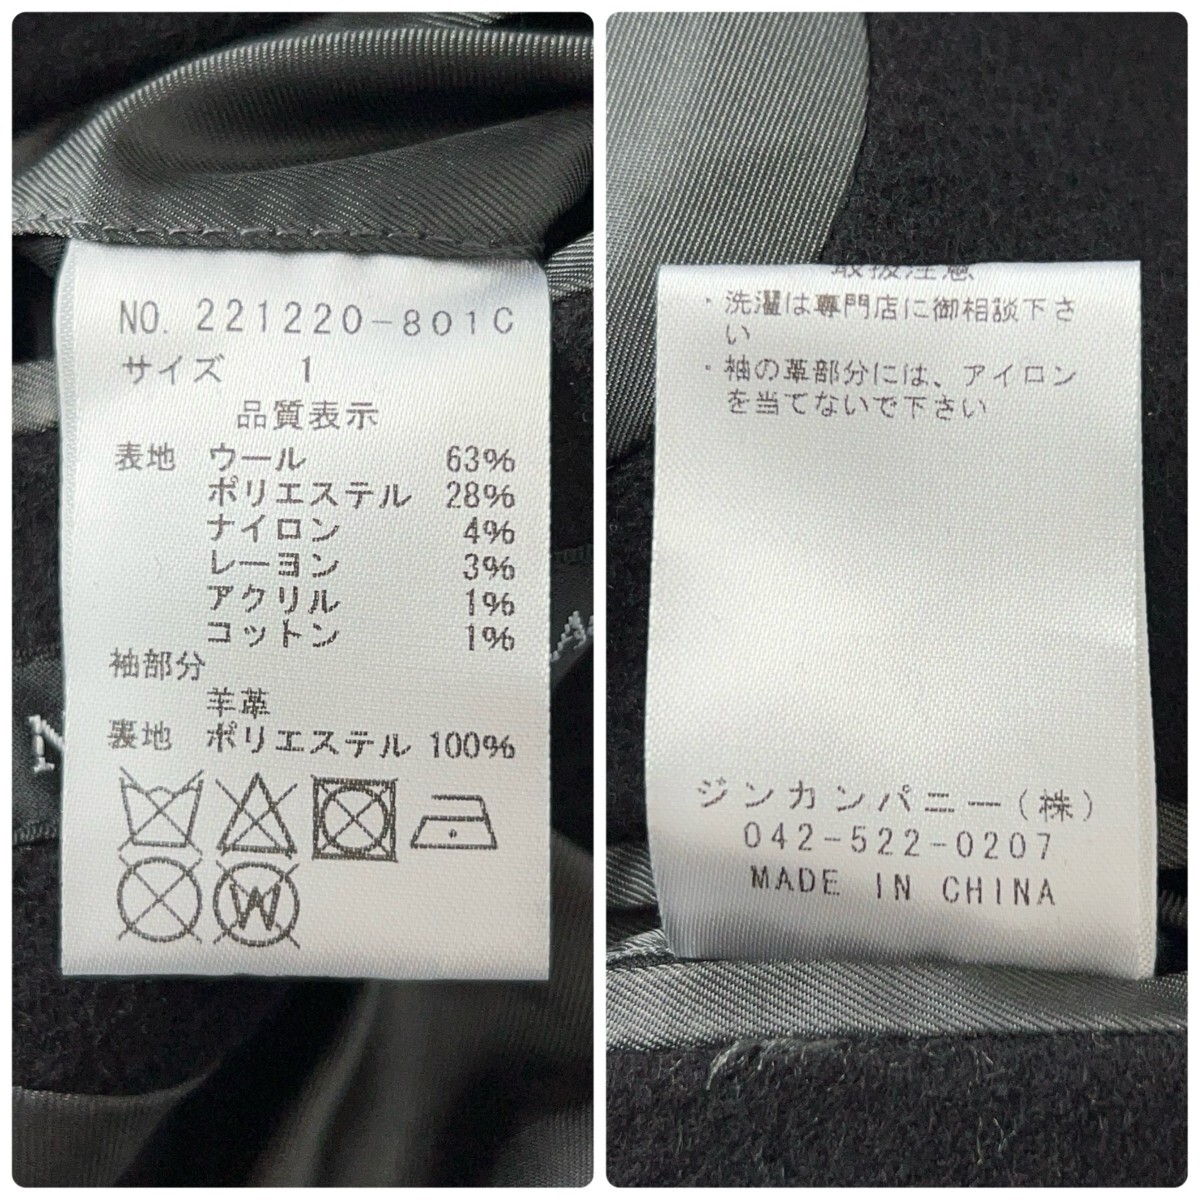 NO. 221220-801C
サイズ 1
品質表示
表地 ウール 63%
ポリエステル 28%
ナイロン 4%
レーヨン 3%
アクリル 1%
コットン 1%
袖部分
羊革
裏地 ポリエステル 100%
W
取扱注意
・洗濯は専門店に御相談下さ
い
・袖の革部分には、アイロン
を当てないで下さい
ジンカンパニー(株)
042-522-0207
MADE IN CHINA